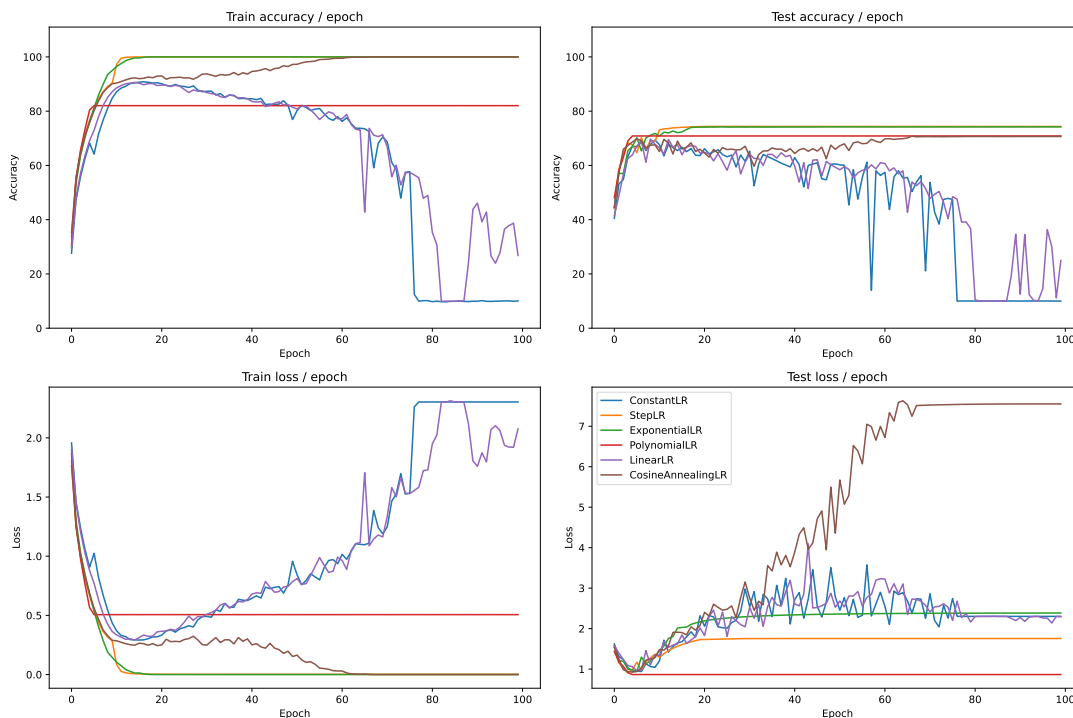 Train accuracy / epoch
100
80
60
40
20
0
Accuracy
0 20 40 60 80 100
Epoch
Test accuracy / epoch
100
80
60
40
20
0
Accuracy
0 20 40 60 80 100
Epoch
Train loss / epoch
2.0
1.5
1.0
0.5
0.0
Loss
0 20 40 60 80 100
Epoch
Test loss / epoch
7
6
5
4
3
2
1
Loss
ConstantLR
StepLR
ExponentialLR
PolynomialLR
LinearLR
CosineAnnealingLR
0 20 40 60 80 100
Epoch